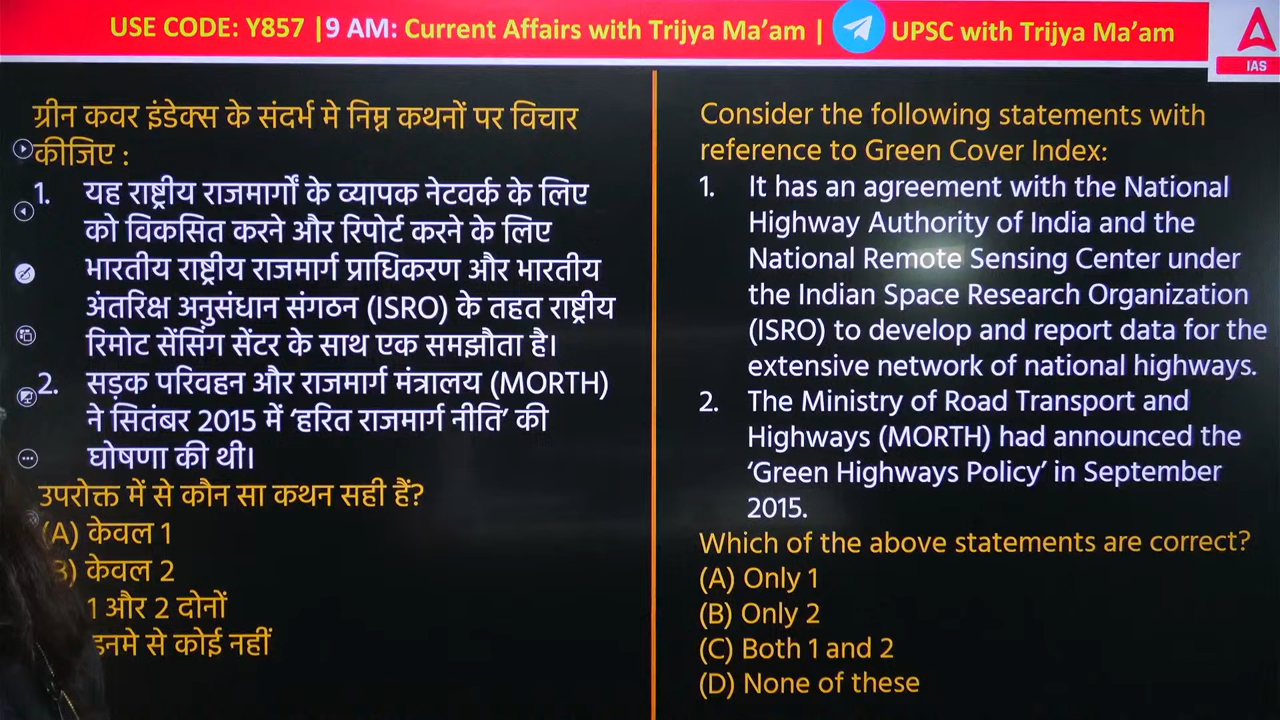 USE CODE: Y857 |9 AM: Current Affairs with Trijya Ma’am | UPSC with Trijya Ma’am
IAS
ग्रीन कवर इंडेक्स के संदर्भ मे निम्न कथनों पर विचार
कीजिए :
1. यह राष्ट्रीय राजमार्गों के व्यापक नेटवर्क के लिए
को विकसित करने और रिपोर्ट करने के लिए
भारतीय राष्ट्रीय राजमार्ग प्राधिकरण और भारतीय
अंतरिक्ष अनुसंधान संगठन (ISRO) के तहत राष्ट्रीय
रिमोट सेंसिंग सेंटर के साथ एक समझौता है।
2. सड़क परिवहन और राजमार्ग मंत्रालय (MORTH)
ने सितंबर 2015 में ‘हरित राजमार्ग नीति’ की
घोषणा की थी।
उपरोक्त में से कौन सा कथन सही हैं?
(A) केवल 1
B) केवल 2
1 और 2 दोनों
इनमे से कोई नहीं
Consider the following statements with
reference to Green Cover Index:
1. It has an agreement with the National
Highway Authority of India and the
National Remote Sensing Center under
the Indian Space Research Organization
(ISRO) to develop and report data for the
extensive network of national highways.
2. The Ministry of Road Transport and
Highways (MORTH) had announced the
‘Green Highways Policy’ in September
2015.
Which of the above statements are correct?
(A) Only 1
(B) Only 2
(C) Both 1 and 2
(D) None of these